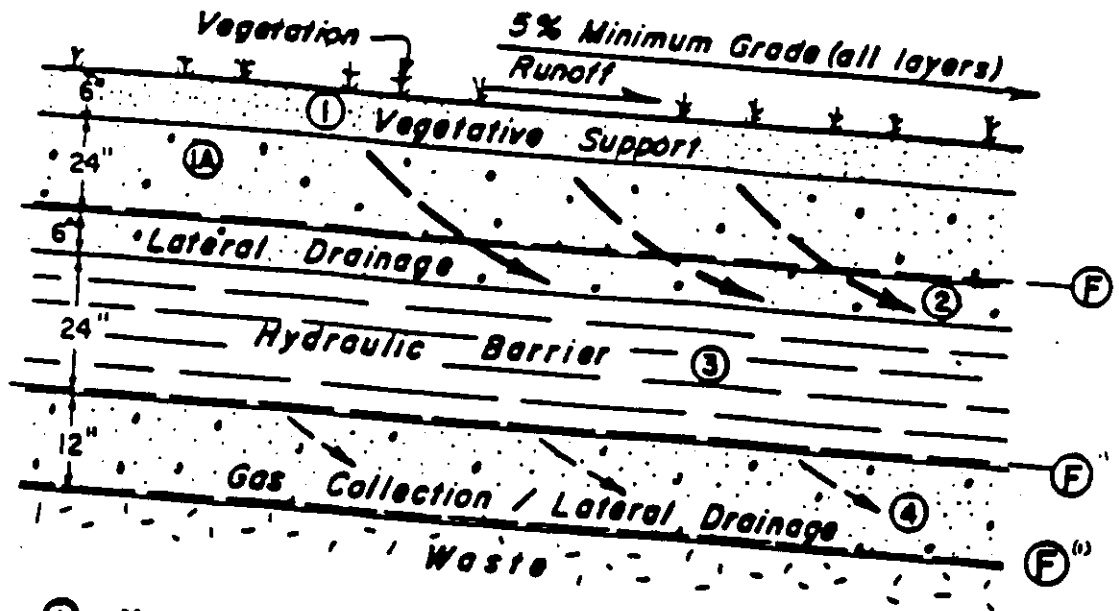 Vegetation
5% Minimum Grade (all layers)
Runoff
6"
1
Vegetative Support
24"
1A
6"
Lateral Drainage
2
F
24"
Hydraulic Barrier
3
12"
F
Gas Collection / Lateral Drainage
4
F(1)
Waste